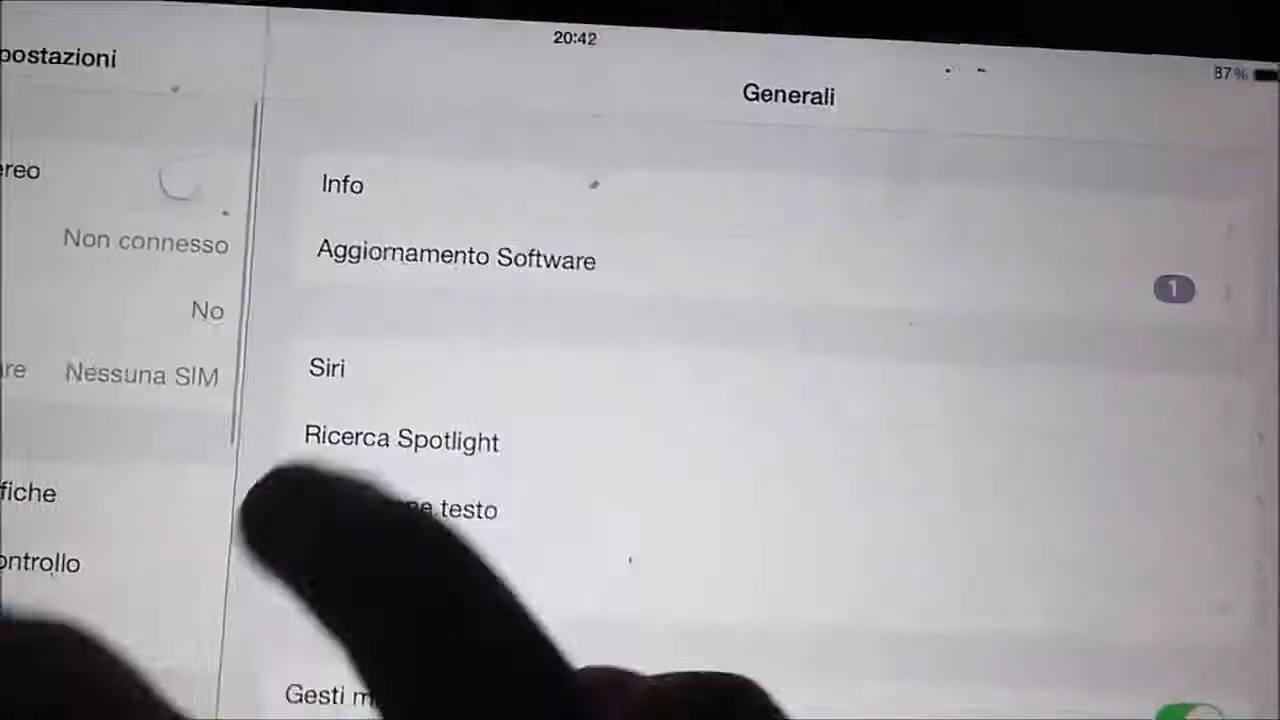 20:42
87%
postazioni
Generali
ereo
Info
Non connesso
Aggiornamento Software
1
No
Siri
re Nessuna SIM
Ricerca Spotlight
fiche
testo
ontrollo
Gesti